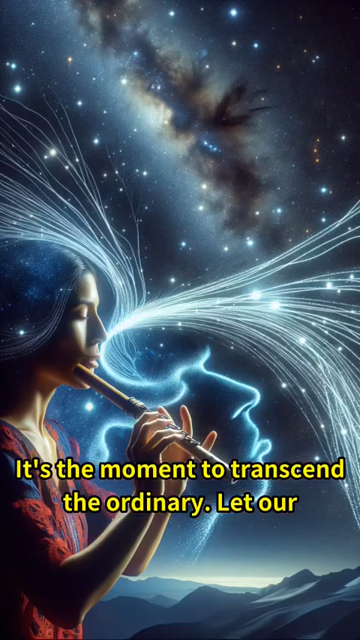 It's the moment to transcend
the ordinary. Let our